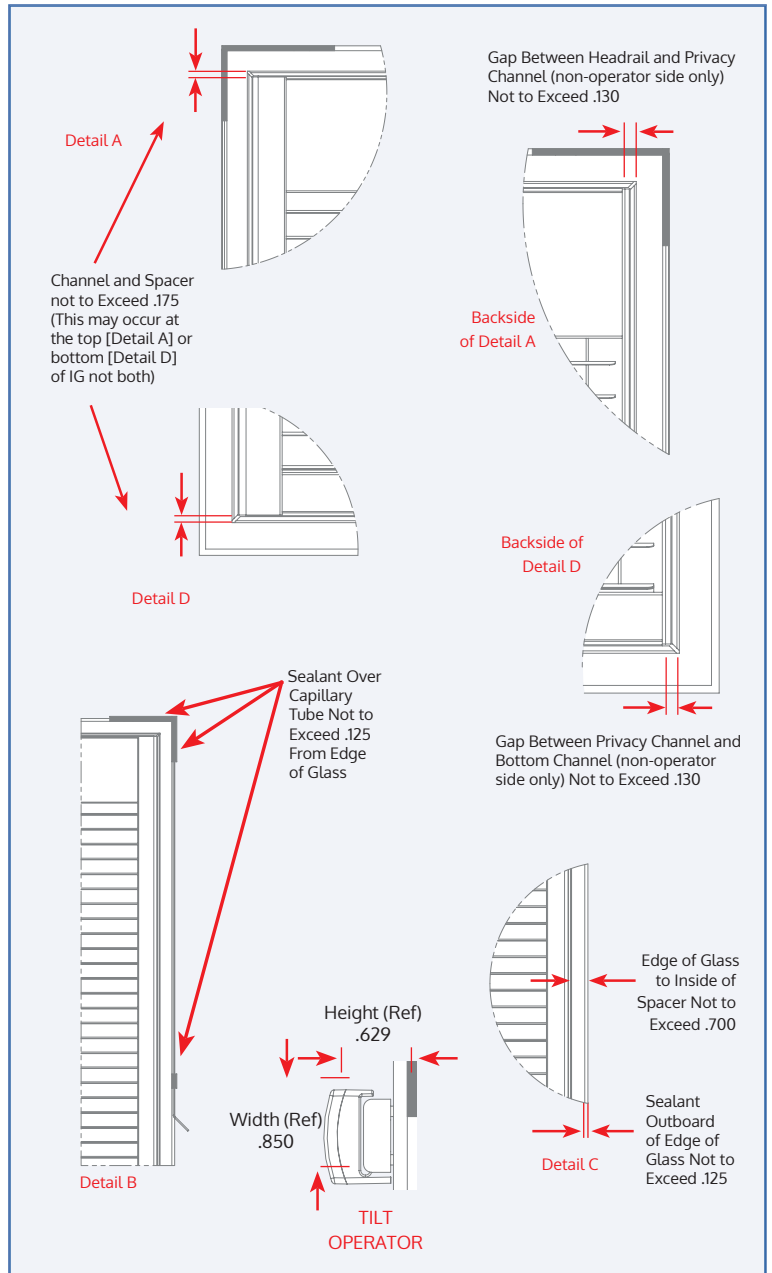 Gap Between Headrail and Privacy
Channel (non-operator side only)
Not to Exceed .130
Detail A
Channel and Spacer
not to Exceed .175
(This may occur at
the top [Detail A] or
bottom [Detail D]
of IG not both)
Backside
of Detail A
Backside of
Detail D
Detail D
Sealant Over
Capillary
Tube Not to
Exceed .125
From Edge
of Glass
Gap Between Privacy Channel and
Bottom Channel (non-operator
side only) Not to Exceed .130
Edge of Glass
to Inside of
Spacer Not to
Exceed .700
Height (Ref)
.629
Width (Ref)
.850
Sealant
Outboard
of Edge of
Glass Not to
Exceed .125
Detail C
Detail B
TILT
OPERATOR